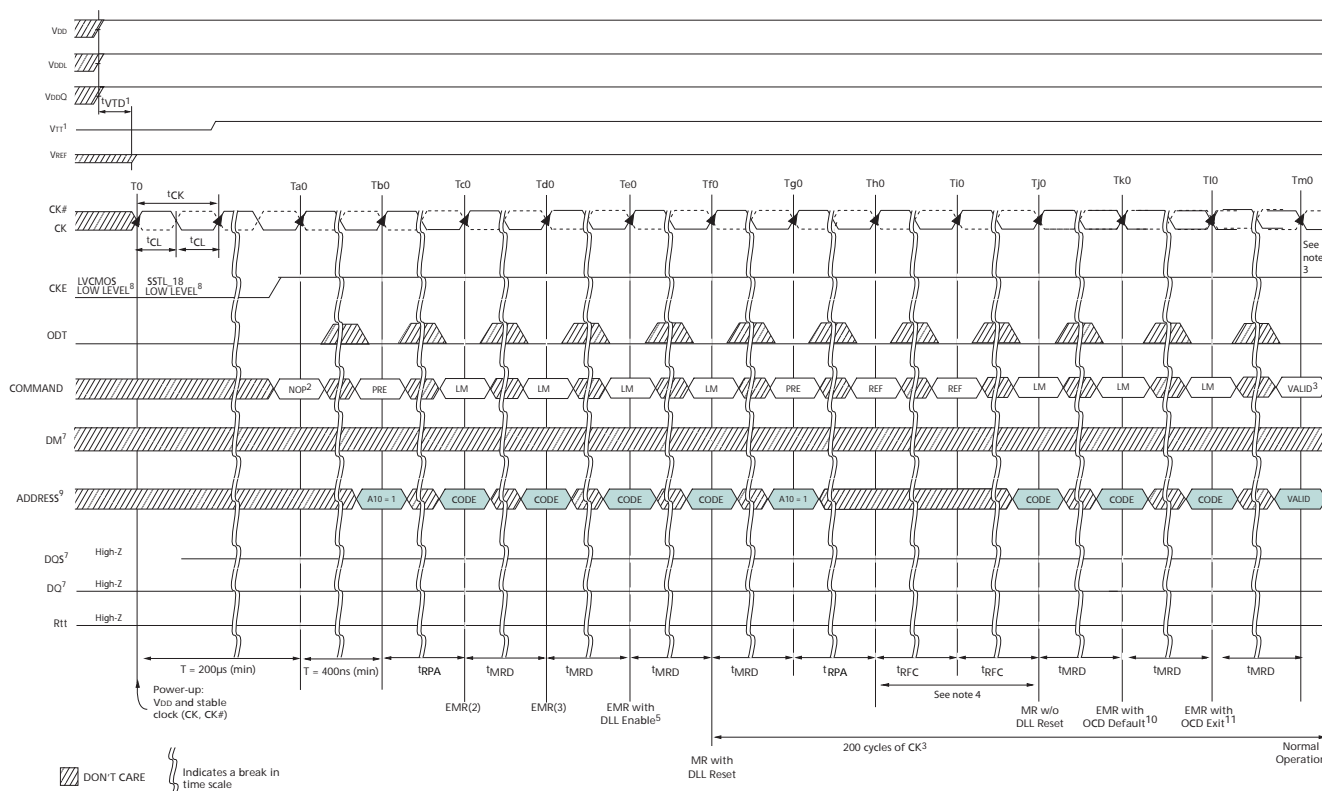 VDD
VDDL
VDDQ
tVTD1
VTT1
VREF
T0 Ta0 Tb0 Tc0 Td0 Te0 Tf0 Tg0 Th0 Ti0 Tj0 Tk0 Tl0 Tm0
tCK
CK#
CK
tCL tCL
See
note
3
CKE
LVCMOS
LOW LEVEL8
SSTL_18
LOW LEVEL8
ODT
COMMAND NOP2 PRE LM LM LM LM PRE REF REF LM LM LM VALID3
DM7
ADDRESS9 A10 = 1 CODE CODE CODE CODE A10 = 1 CODE CODE CODE VALID
DQS7 High-Z
DQ7 High-Z
Rtt High-Z
T = 200µs (min) T = 400ns (min) tRPA tMRD tMRD tMRD tMRD tRPA tRFC tRFC tMRD tMRD tMRD
See note 4
Power-up:
VDD and stable
clock (CK, CK#)
EMR(2)
EMR(3)
EMR with
DLL Enable5
MR w/o
DLL Reset
EMR with
OCD Default10
EMR with
OCD Exit11
200 cycles of CK3
MR with
DLL Reset
Normal
Operation
DON'T CARE
Indicates a break in
time scale